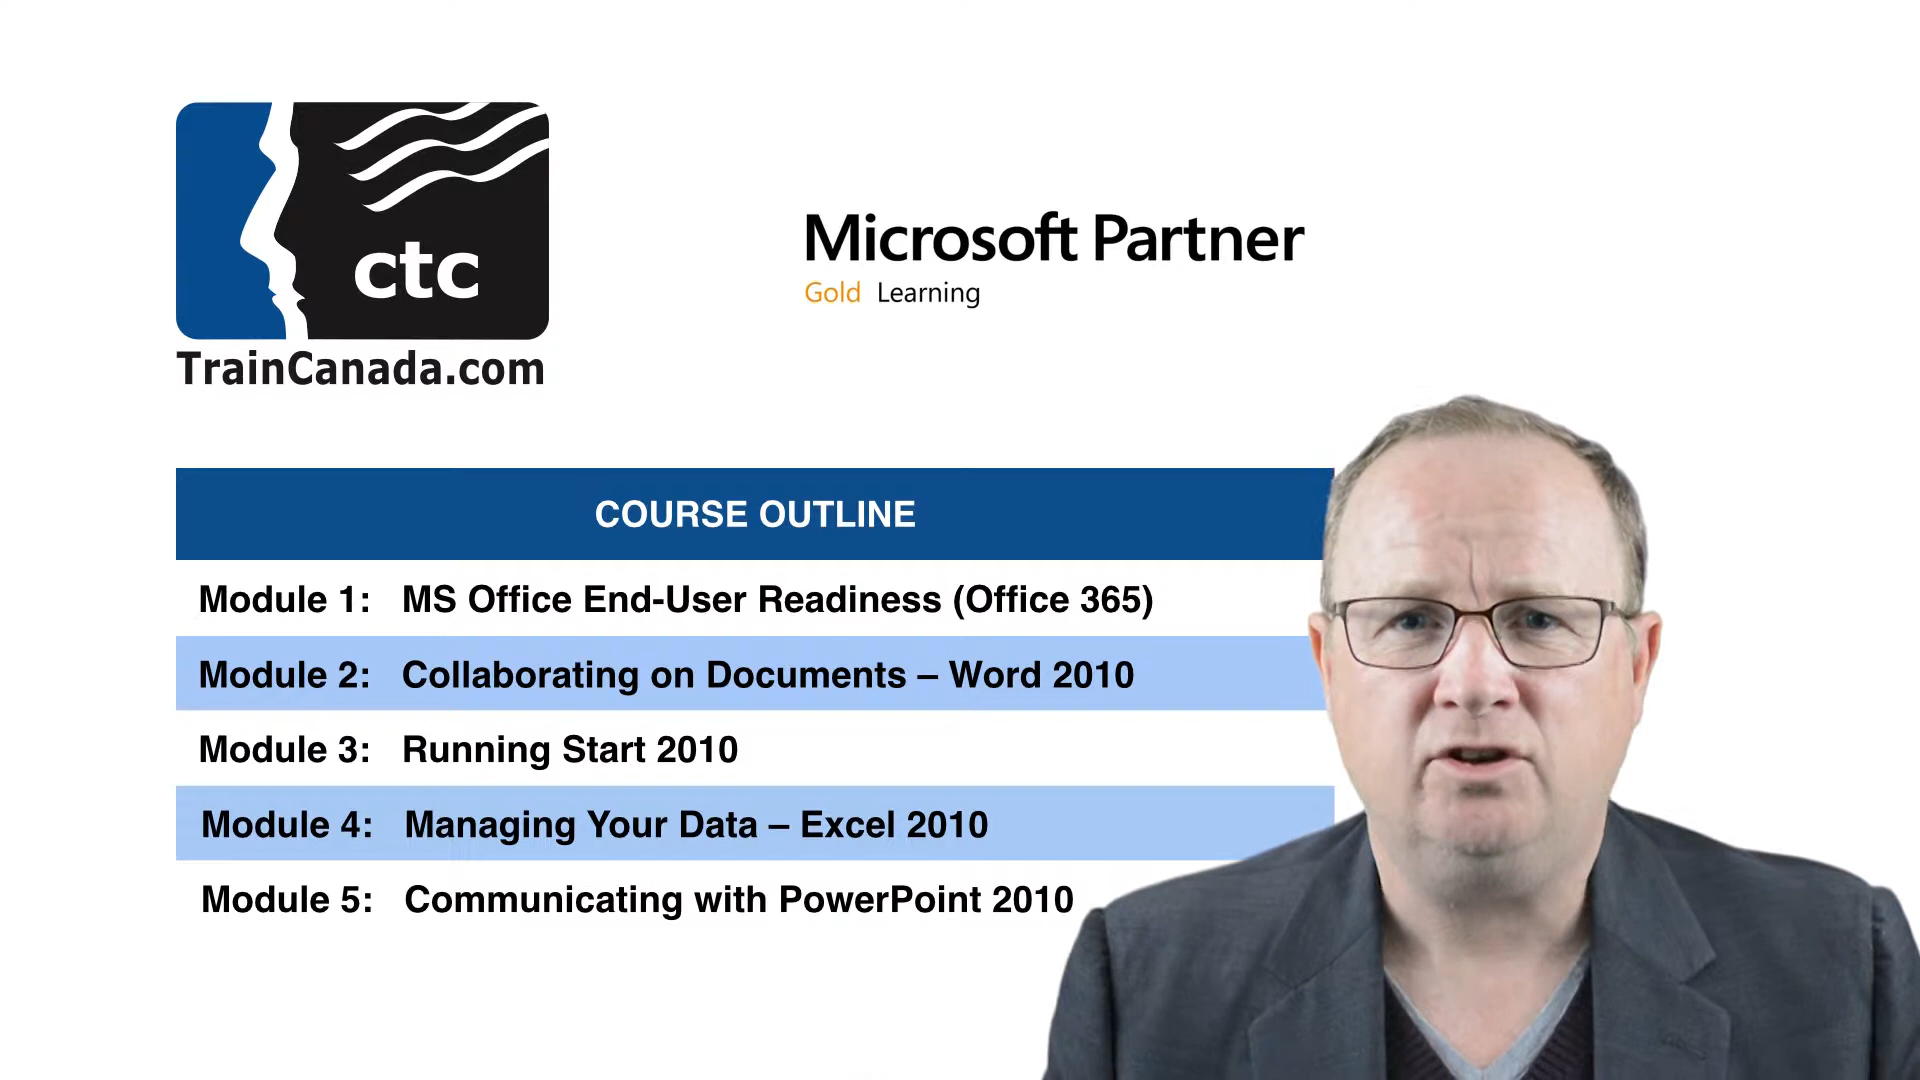 ctc
TrainCanada.com
Microsoft Partner
Gold Learning
COURSE OUTLINE
Module 1: MS Office End-User Readiness (Office 365)
Module 2: Collaborating on Documents – Word 2010
Module 3: Running Start 2010
Module 4: Managing Your Data – Excel 2010
Module 5: Communicating with PowerPoint 2010